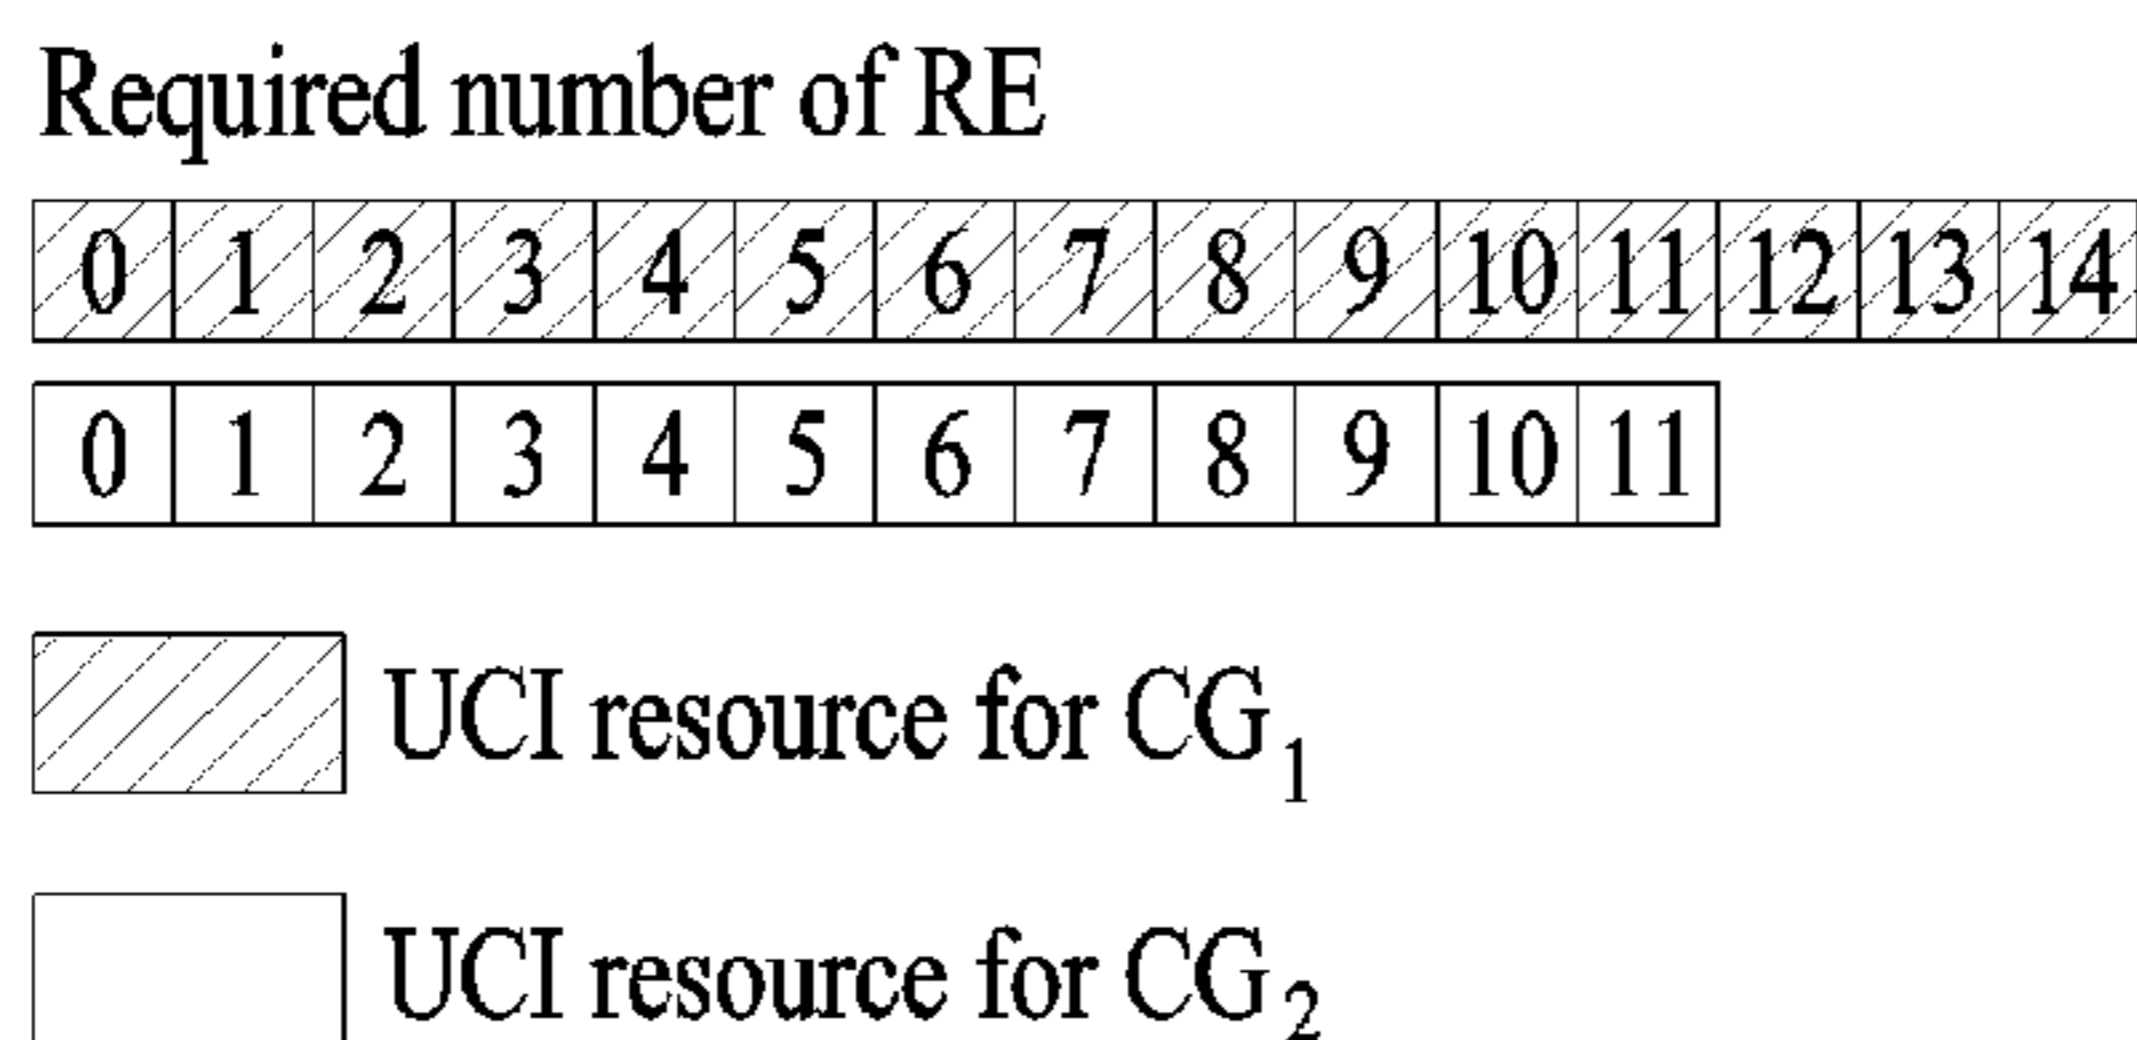 Required number of RE
0 1 2 3 4 5 6 7 8 9 10 11 12 13 14
0 1 2 3 4 5 6 7 8 9 10 11
UCI resource for CG1
UCI resource for CG2